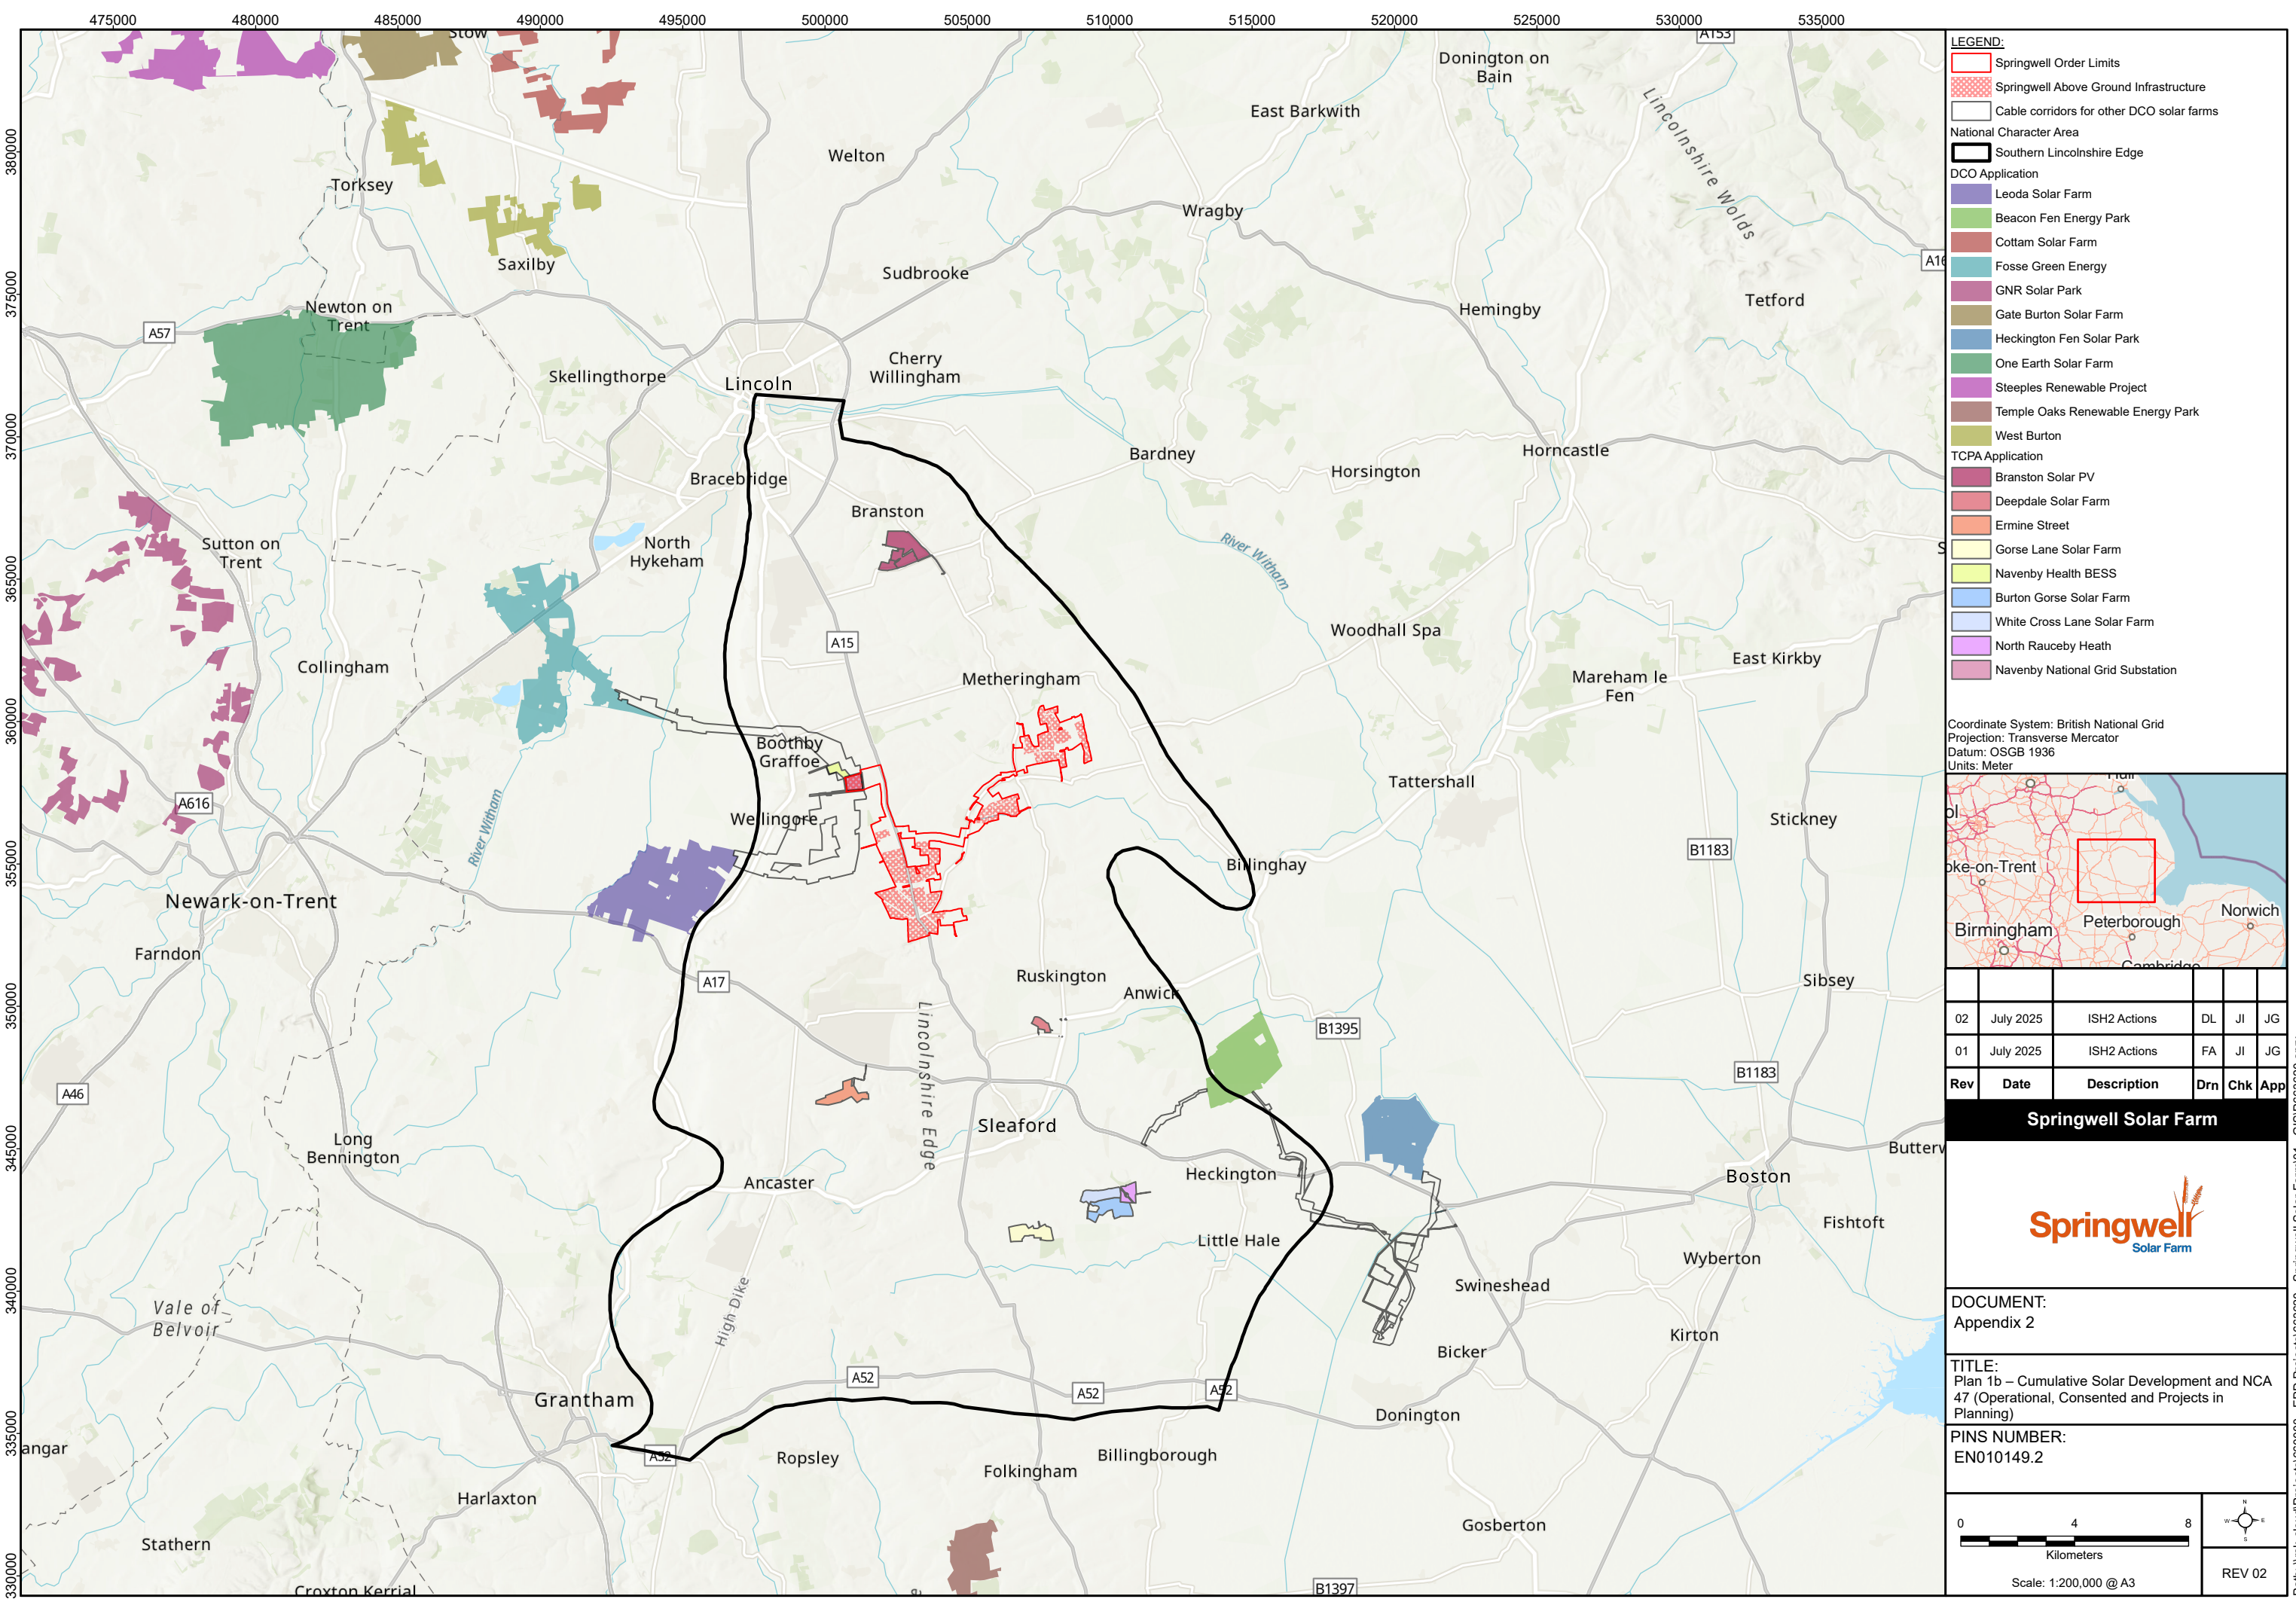 475000
480000
485000
490000
495000
500000
505000
510000
515000
520000
525000
530000
535000
380000
375000
370000
365000
360000
355000
350000
345000
340000
335000
330000
Stow
A153
Donington on
Bain
East Barkwith
Lincolnshire Wolds
Welton
Torksey
Wragby
Saxilby
Sudbrooke
A16
Tetford
Newton on
Trent
Hemingby
A57
Cherry
Willingham
Skellingthorpe
Lincoln
Bardney
Horncastle
Horsington
Bracebridge
Branston
Sutton on
Trent
North
Hykeham
River Witham
S
Woodhall Spa
A15
East Kirkby
Collingham
Metheringham
Mareham le
Fen
Boothby
Graffoe
Tattershall
A616
River Witham
Wellingore
Stickney
B1183
Billinghay
Newark-on-Trent
Farndon
A17
Ruskington
Anwick
Sibsey
B1395
Lincolnshire Edge
B1183
A46
Sleaford
Long
Bennington
Butterw
Heckington
Boston
Ancaster
Fishtoft
Little Hale
Wyberton
Swineshead
Vale of
Belvoir
High Dike
Kirton
Bicker
A52
A52
A52
Grantham
Donington
angar
A52
Ropsley
Billingborough
Folkingham
Harlaxton
Gosberton
Stathern
Croxton Kerrial
B1397
LEGEND:
Springwell Order Limits
Springwell Above Ground Infrastructure
Cable corridors for other DCO solar farms
National Character Area
Southern Lincolnshire Edge
DCO Application
Leoda Solar Farm
Beacon Fen Energy Park
Cottam Solar Farm
Fosse Green Energy
GNR Solar Park
Gate Burton Solar Farm
Heckington Fen Solar Park
One Earth Solar Farm
Steeples Renewable Project
Temple Oaks Renewable Energy Park
West Burton
TCPA Application
Branston Solar PV
Deepdale Solar Farm
Ermine Street
Gorse Lane Solar Farm
Navenby Health BESS
Burton Gorse Solar Farm
White Cross Lane Solar Farm
North Rauceby Heath
Navenby National Grid Substation
Coordinate System: British National Grid
Projection: Transverse Mercator
Datum: OSGB 1936
Units: Meter
Hull
ol
oke-on-Trent
Norwich
Peterborough
Birmingham
Cambridge
02 July 2025 ISH2 Actions DL JI JG
01 July 2025 ISH2 Actions FA JI JG
Rev Date Description Drn Chk App
Springwell Solar Farm
Springwell
Solar Farm
DOCUMENT:
Appendix 2
TITLE:
Plan 1b – Cumulative Solar Development and NCA
47 (Operational, Consented and Projects in
Planning)
PINS NUMBER:
EN010149.2
0 4 8
Kilometers
Scale: 1:200,000 @ A3
N
W E
S
REV 02